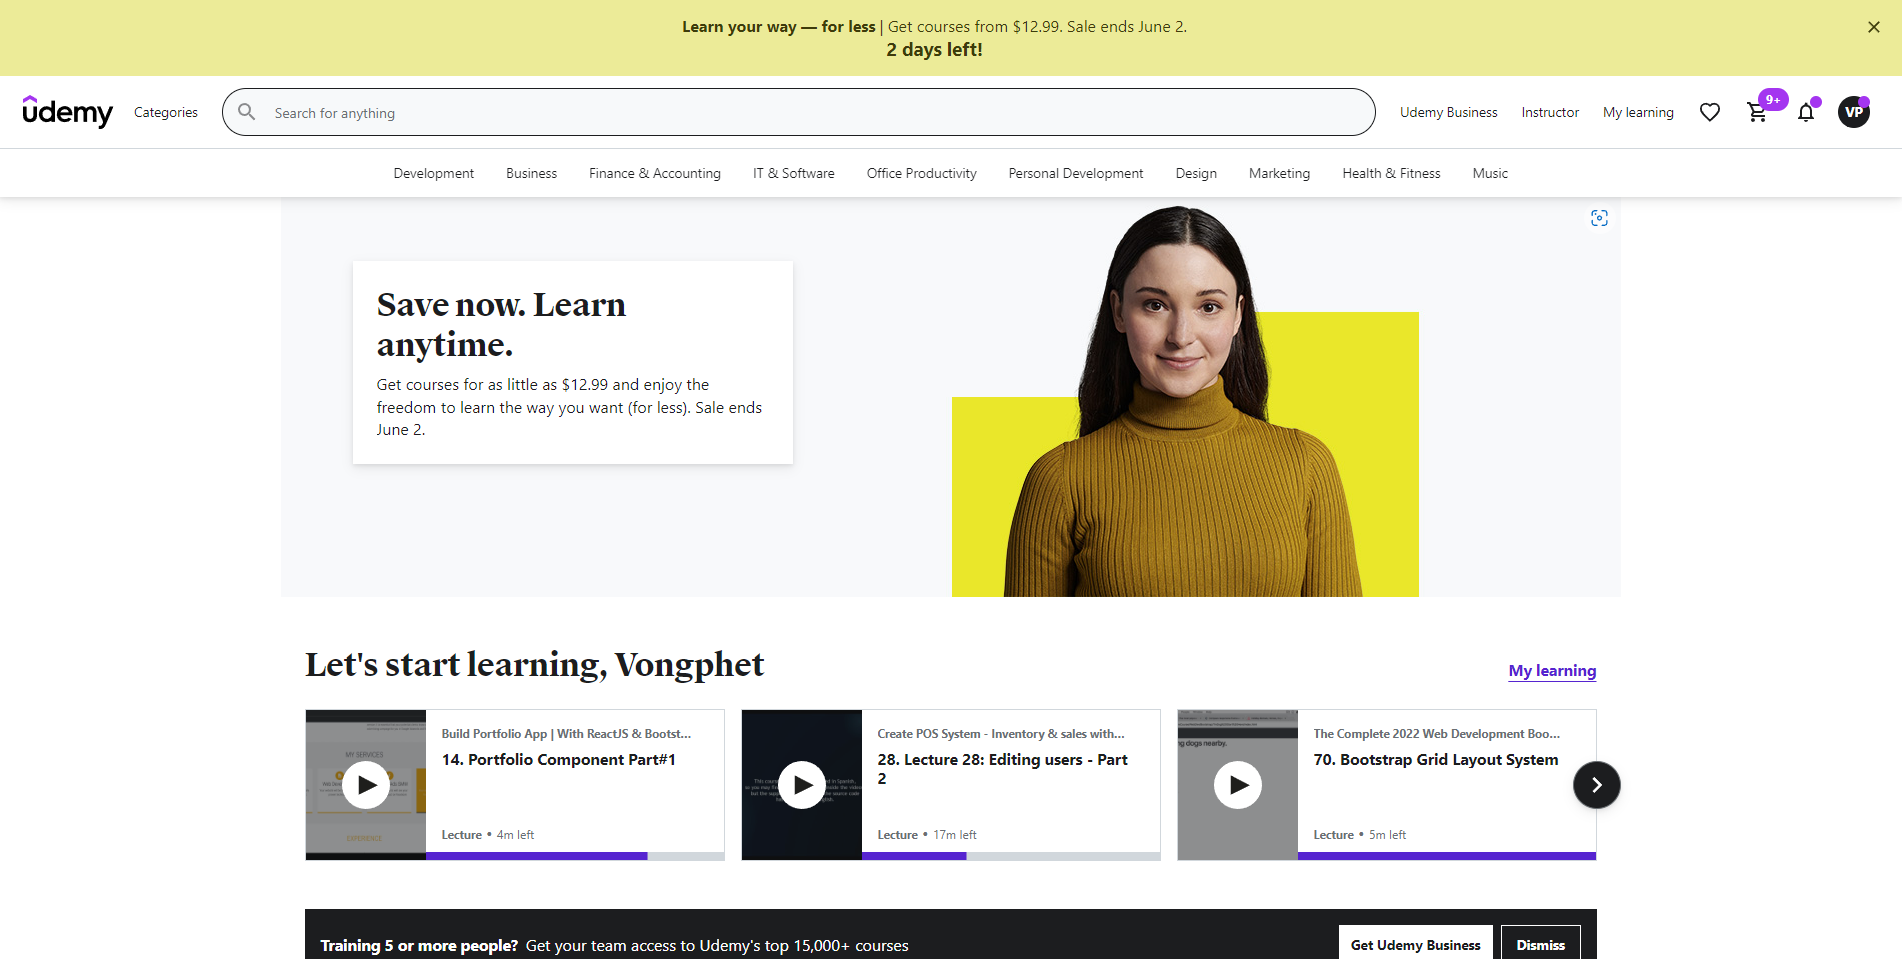 Learn your way — for less | Get courses from $12.99. Sale ends June 2.
2 days left!
udemy
Categories
Search for anything
Udemy Business
Instructor
My learning
9+
VP
Development
Business
Finance & Accounting
IT & Software
Office Productivity
Personal Development
Design
Marketing
Health & Fitness
Music
Save now. Learn
anytime.
Get courses for as little as $12.99 and enjoy the
freedom to learn the way you want (for less). Sale ends
June 2.
Let's start learning, Vongphet
My learning
MY SERVICES
EXPERIENCE
Build Portfolio App | With ReactJS & Bootst...
14. Portfolio Component Part#1
Lecture • 4m left
Create POS System - Inventory & sales with...
28. Lecture 28: Editing users - Part
2
Lecture • 17m left
ng dogs nearby.
The Complete 2022 Web Development Boo...
70. Bootstrap Grid Layout System
Lecture • 5m left
Training 5 or more people? Get your team access to Udemy's top 15,000+ courses
Get Udemy Business
Dismiss